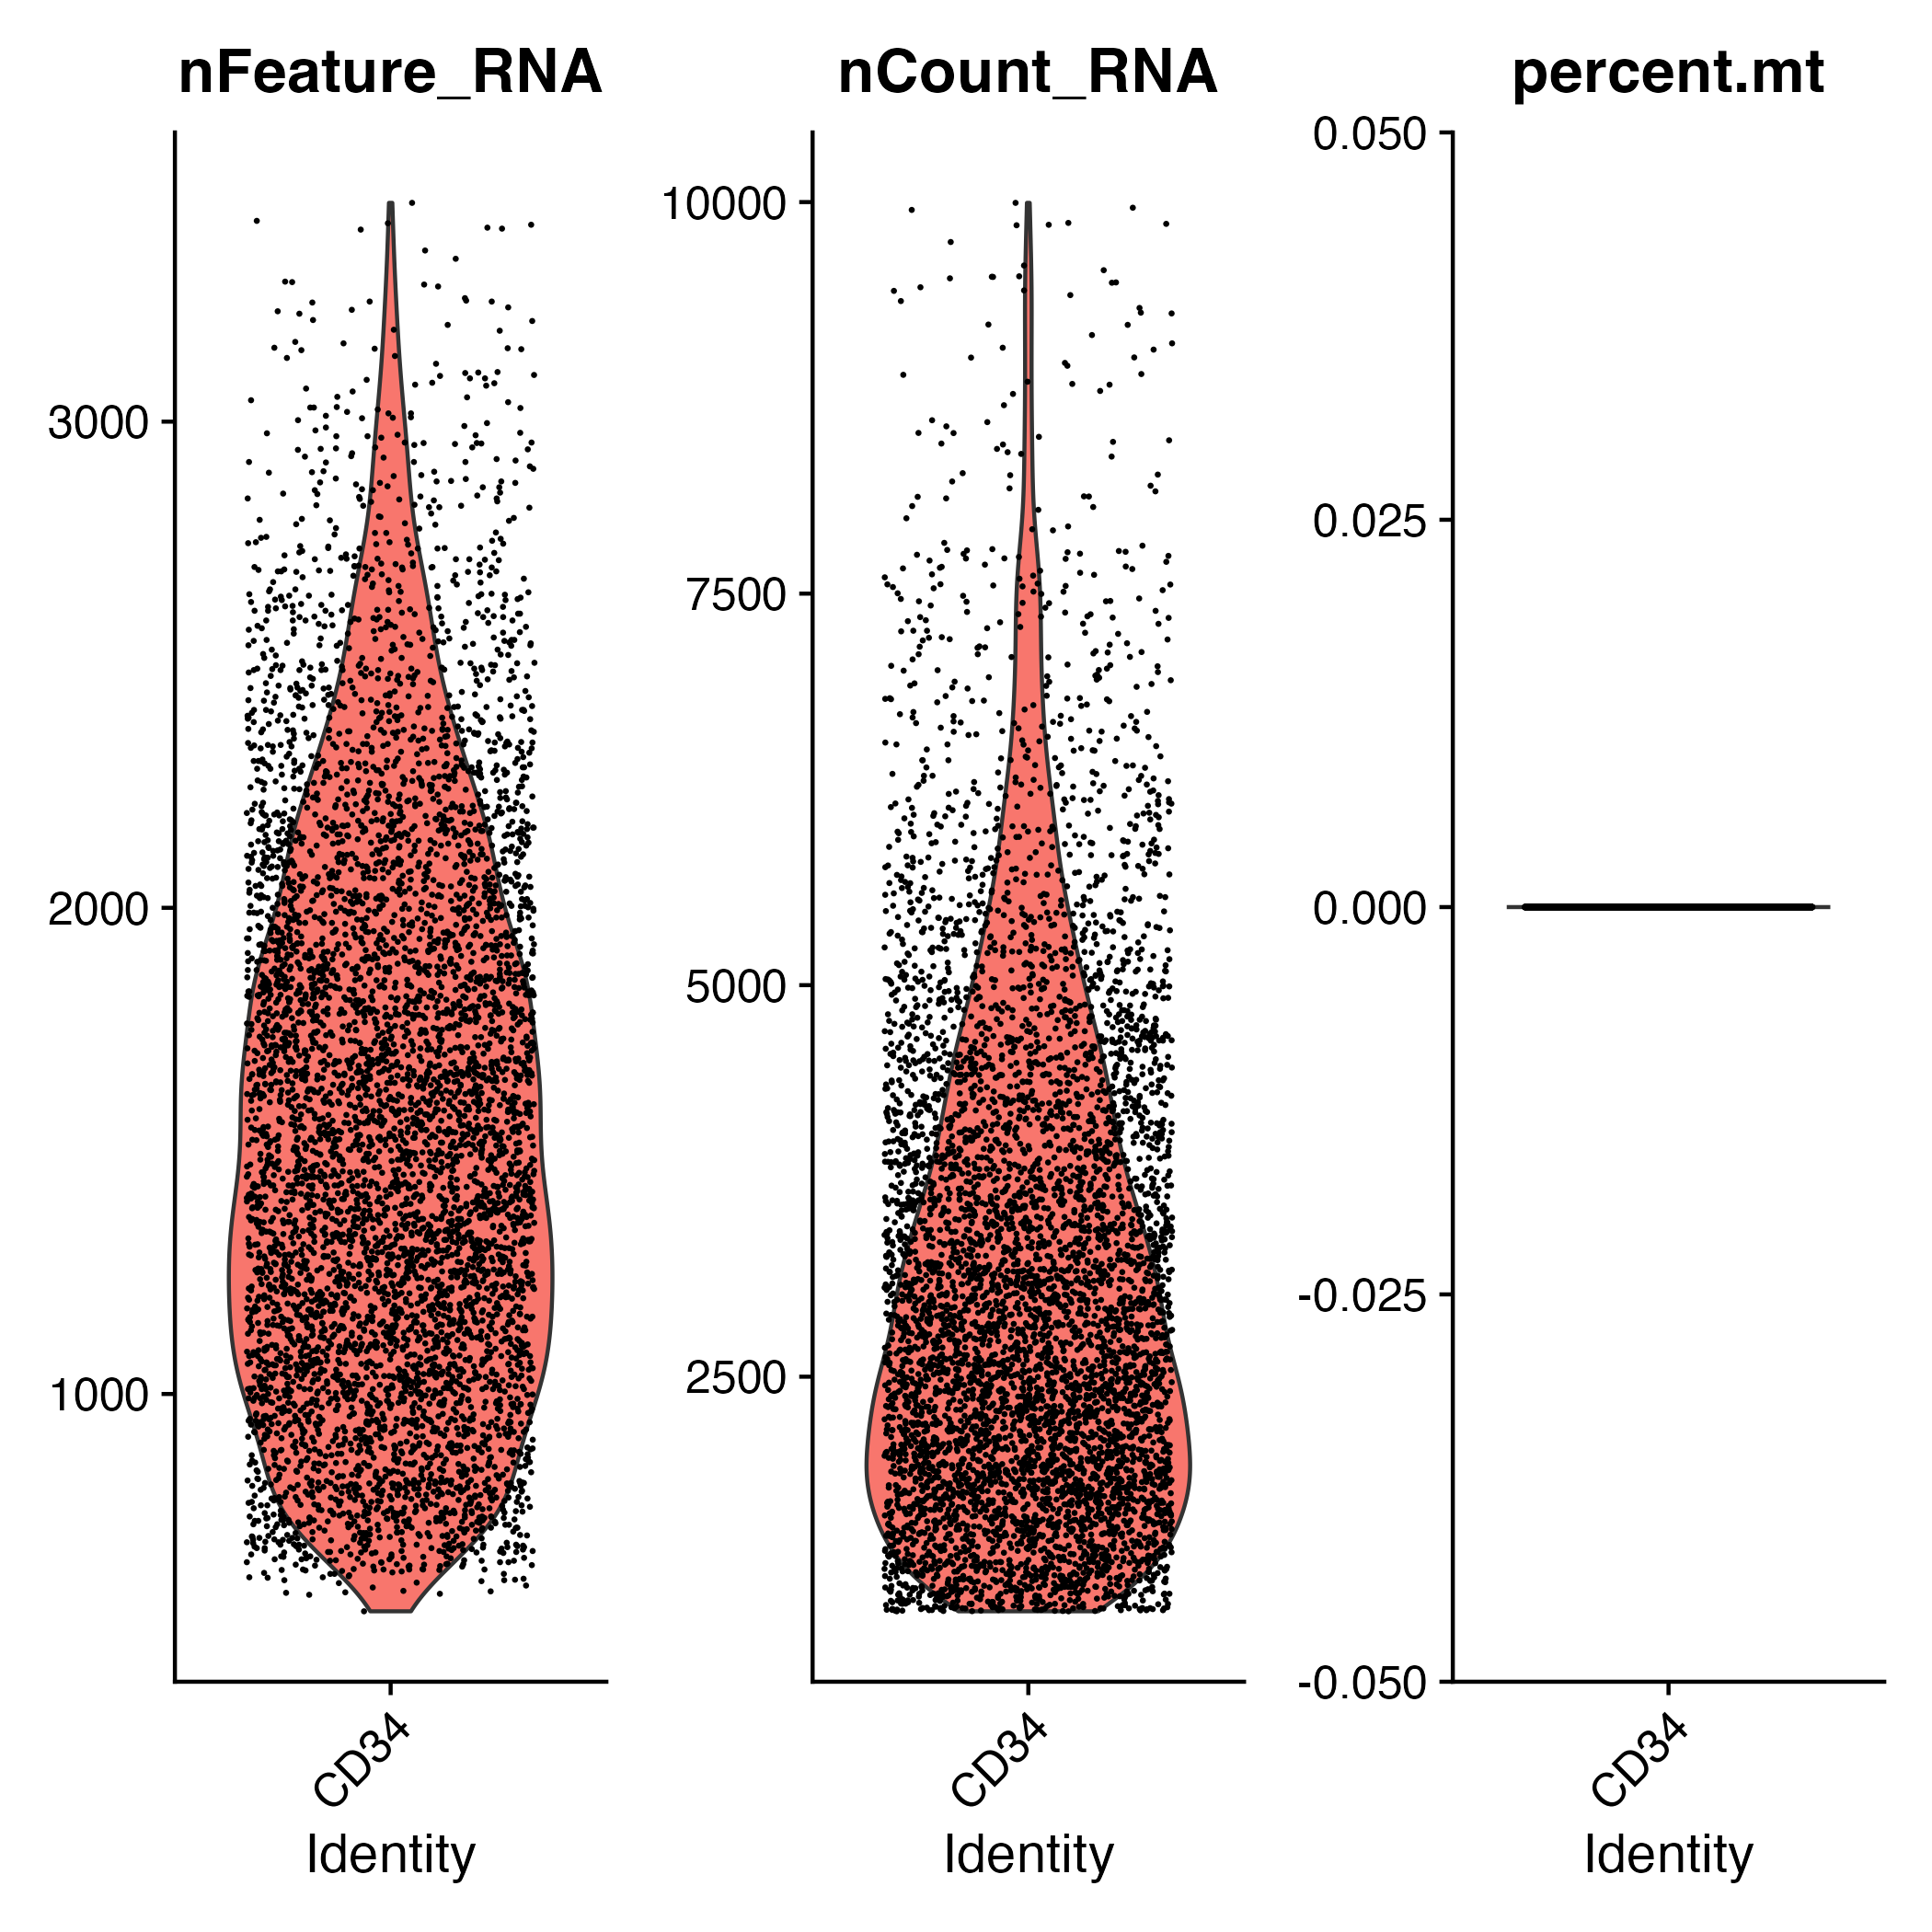 nFeature_RNA
3000
2000
1000
CD34
Identity
nCount_RNA
10000
7500
5000
2500
CD34
Identity
percent.mt
0.050
0.025
0.000
-0.025
-0.050
CD34
Identity